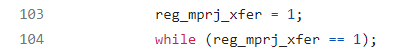 103 reg_mprj_xfer = 1;
104 while (reg_mprj_xfer == 1);